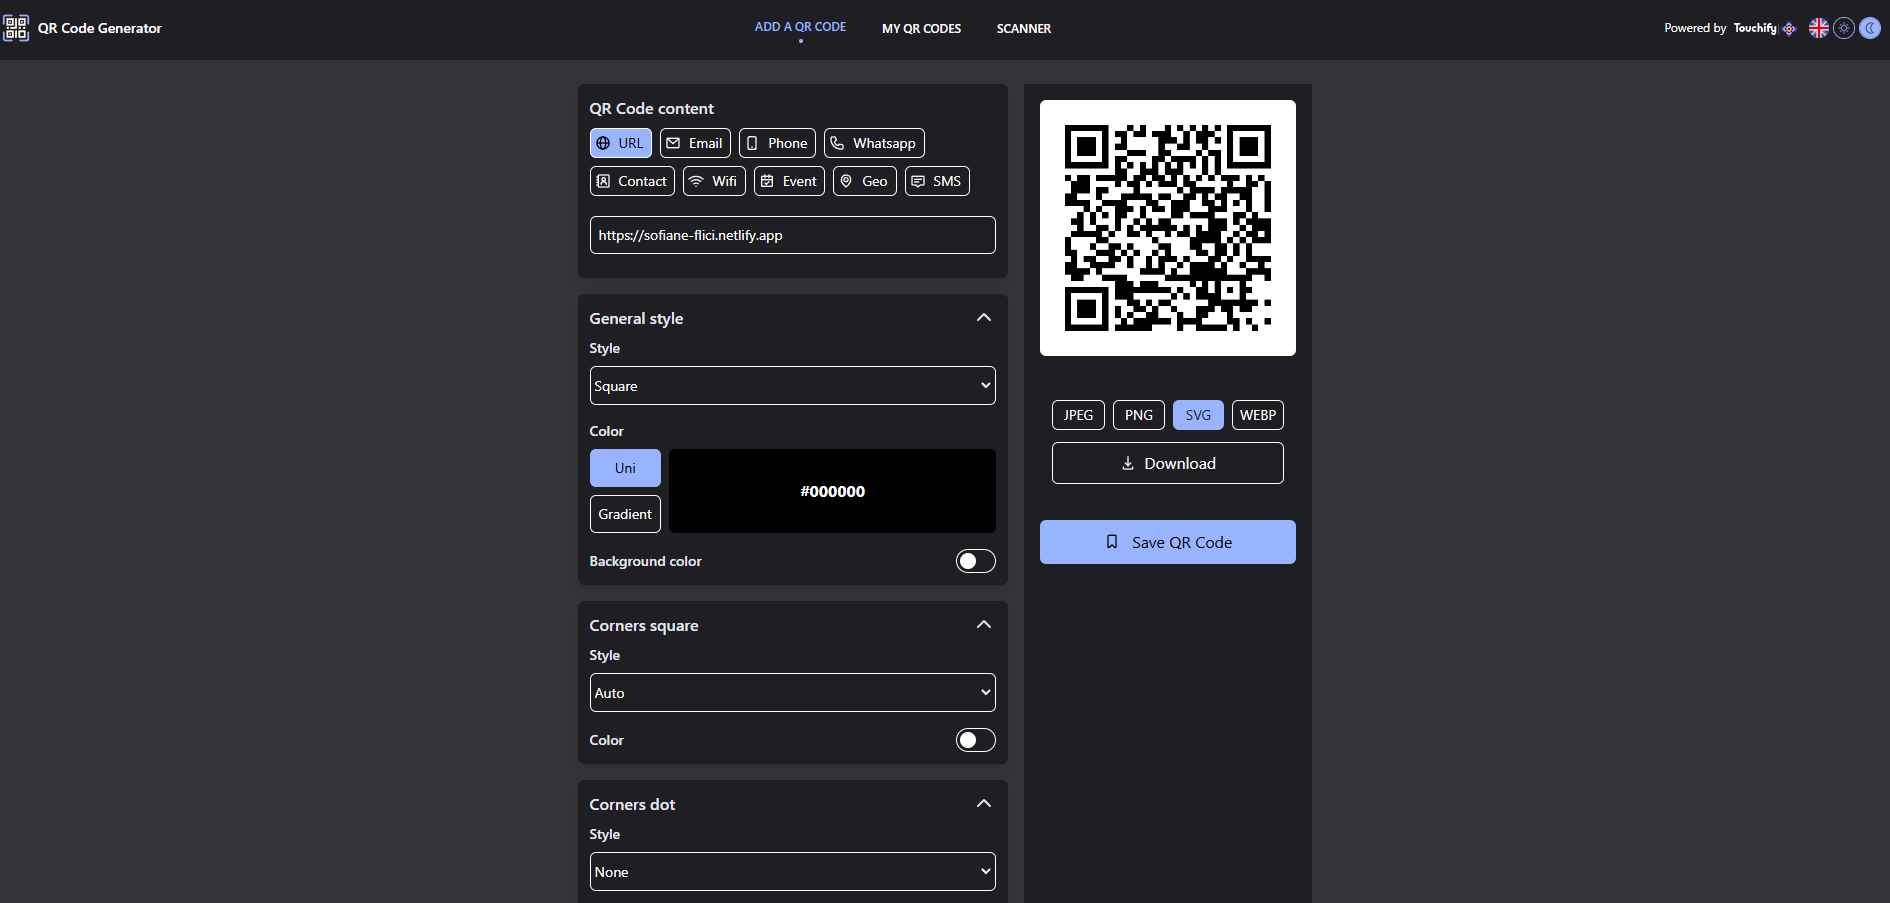 QR Code Generator
ADD A QR CODE
MY QR CODES
SCANNER
Powered by Touchify
QR Code content
URL
Email
Phone
Whatsapp
Contact
Wifi
Event
Geo
SMS
https://sofiane-flici.netlify.app
General style
Style
Square
Color
Uni
Gradient
#000000
Background color
Corners square
Style
Auto
Color
Corners dot
Style
None
JPEG
PNG
SVG
WEBP
Download
Save QR Code